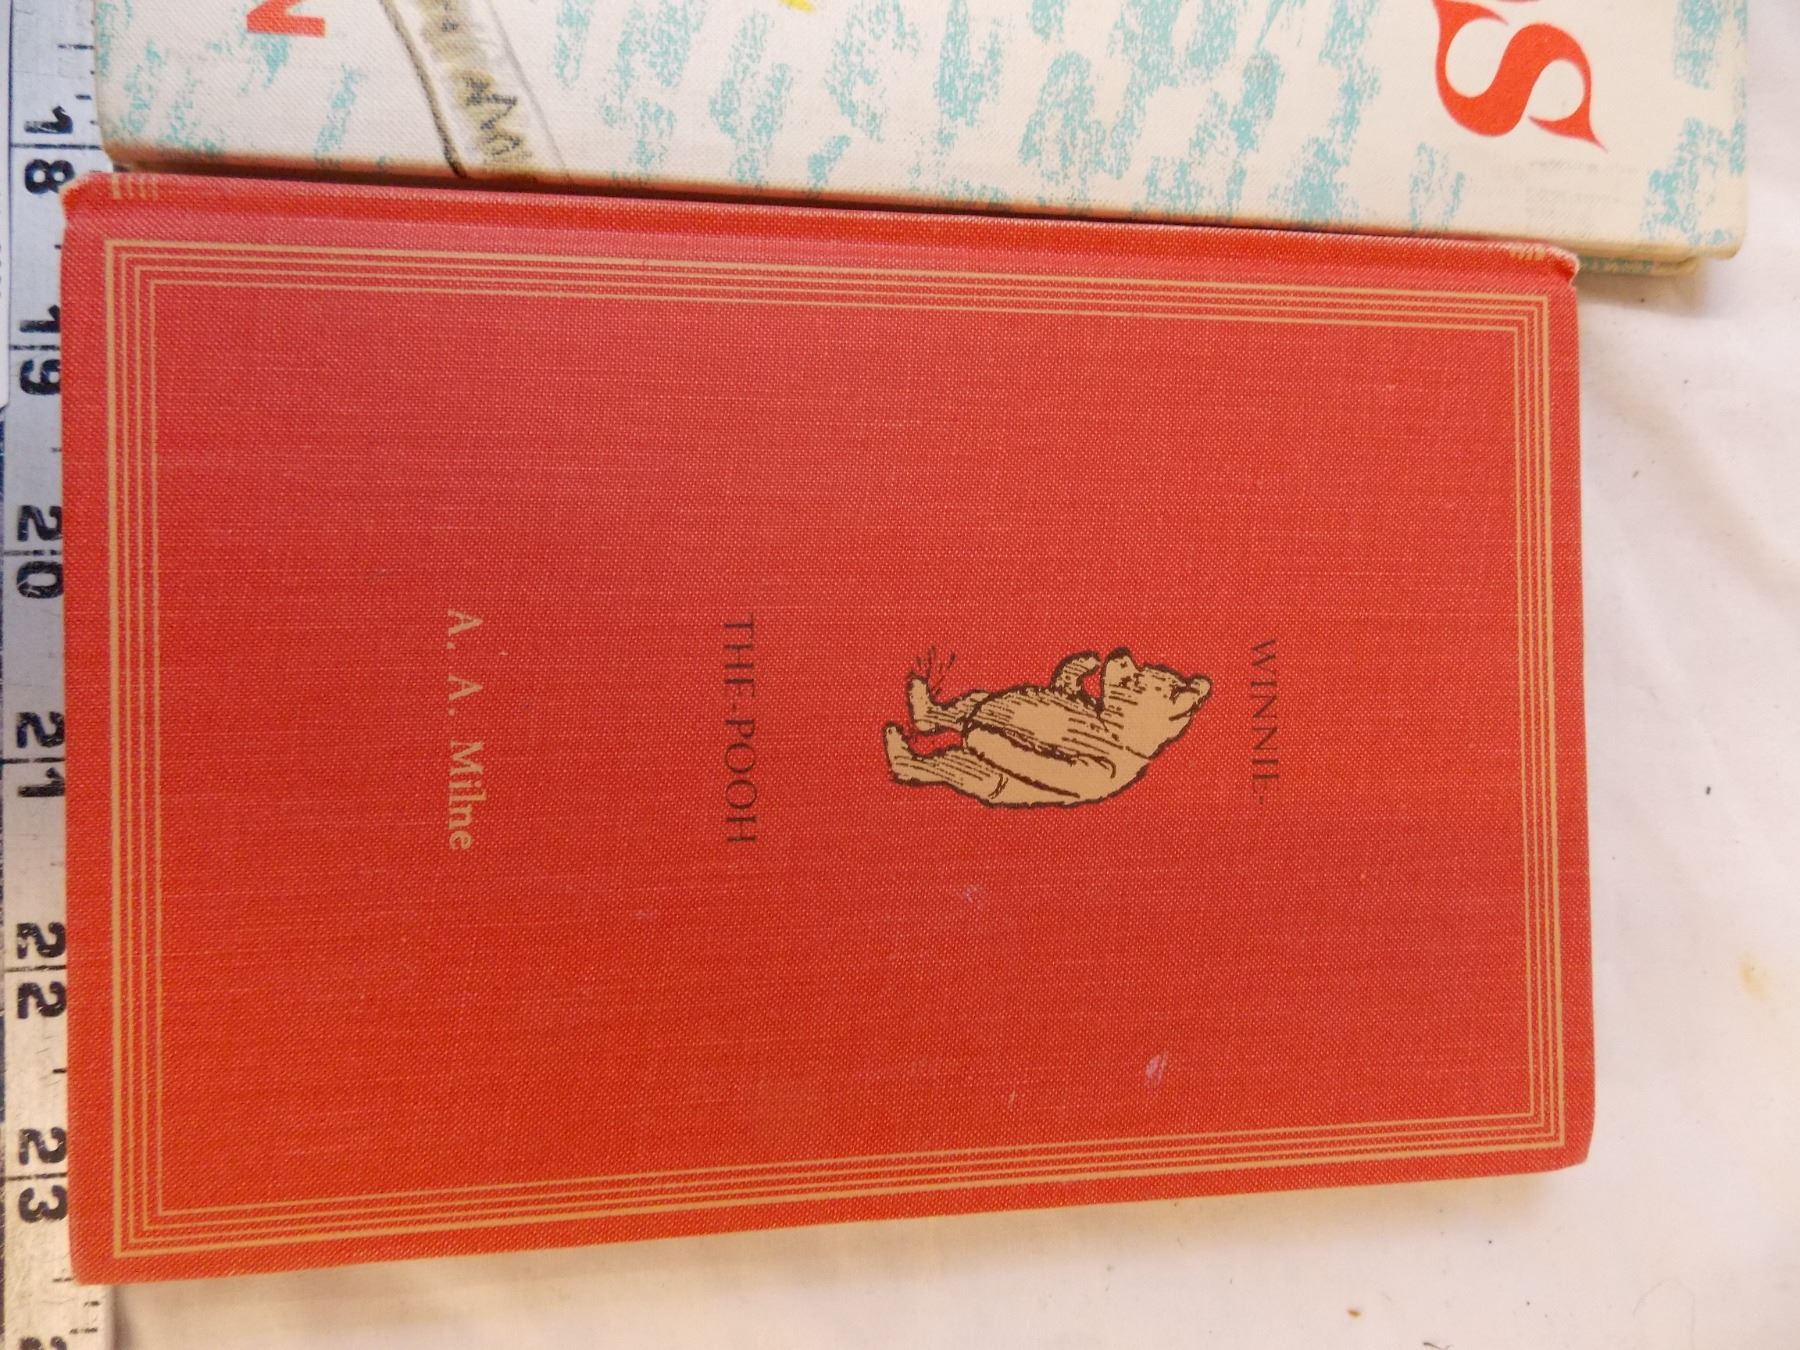 WINNIE-
THE-POOH
A. A. Milne
N
S
18
19
20
21
22
23